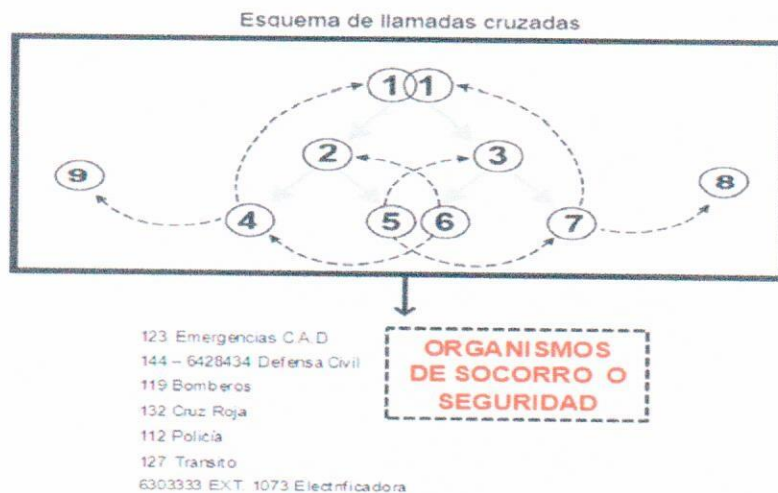 Esquema de llamadas cruzadas
1 1
2 3
9 8
4 5 6 7
123 Emergencias C.A.D
144 – 6428434 Defensa Civil
119 Bomberos
132 Cruz Roja
112 Policía
127 Transito
6303333 EXT. 1073 Electrificadora
ORGANISMOS
DE SOCORRO O
SEGURIDAD